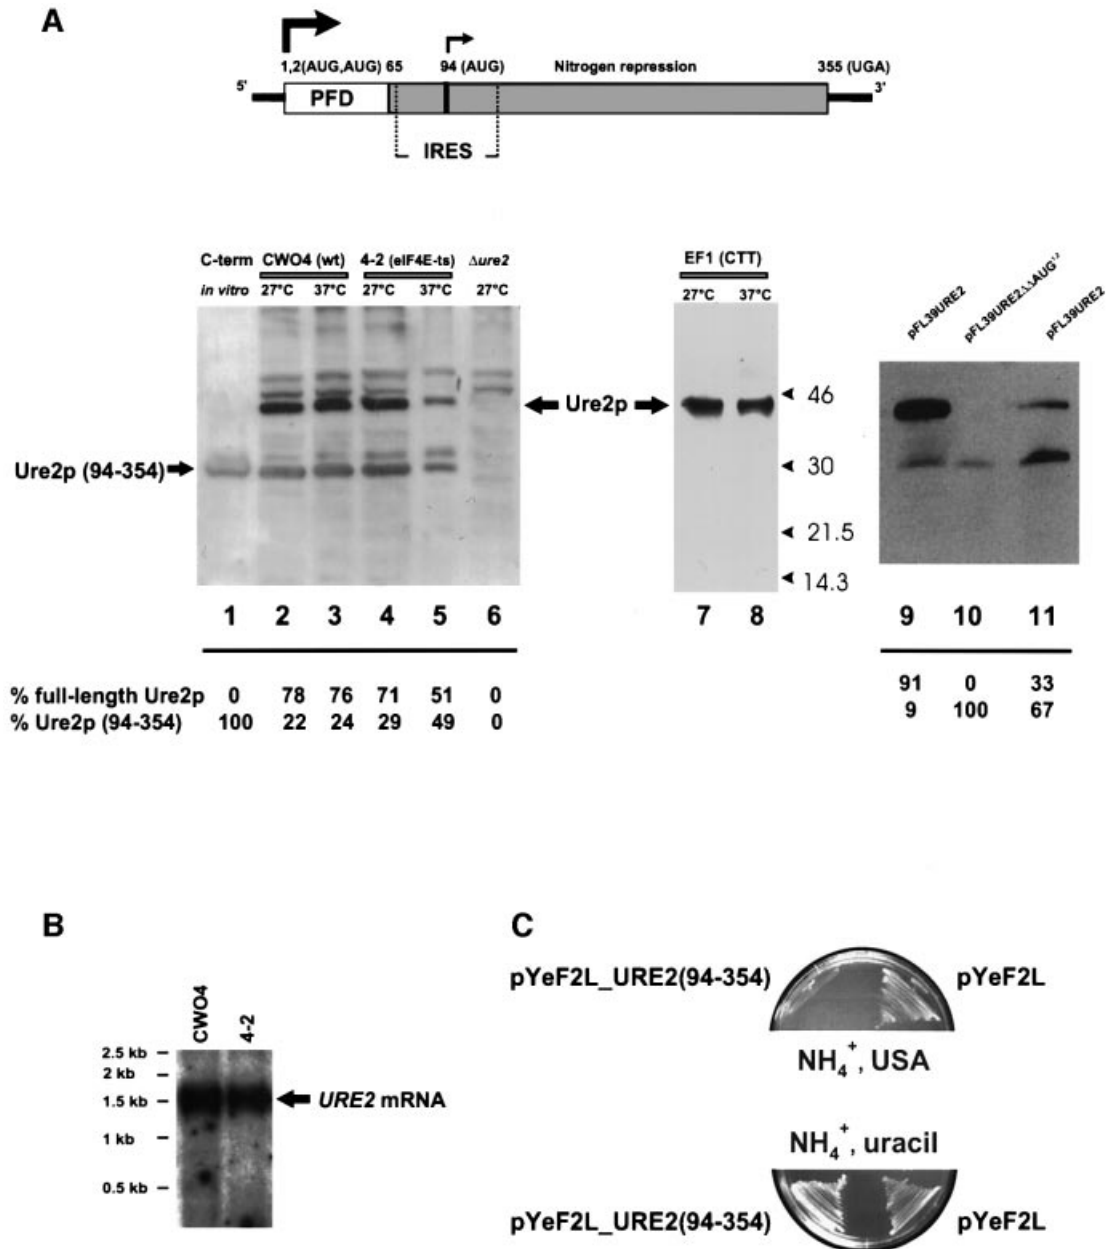 A
1,2(AUG,AUG) 65 94 (AUG) Nitrogen repression 355 (UGA)
5' PFD 3'
IRES
C-term CWO4 (wt) 4-2 (eIF4E-ts) Δure2
in vitro 27°C 37°C 27°C 37°C 27°C
EF1 (CTT)
27°C 37°C
pFL39URE2 pFL39URE2ΔΔAUG1,2 pFL39URE2
Ure2p
Ure2p (94-354)
46
30
21.5
14.3
1 2 3 4 5 6 7 8 9 10 11
% full-length Ure2p 0 78 76 71 51 0 91 0 33
% Ure2p (94-354) 100 22 24 29 49 0 9 100 67
B
CWO4 4-2
2.5 kb
2 kb
1.5 kb
1 kb
0.5 kb
URE2 mRNA
C
pYeF2L_URE2(94-354) pYeF2L
NH4+, USA
NH4+, uracil
pYeF2L_URE2(94-354) pYeF2L